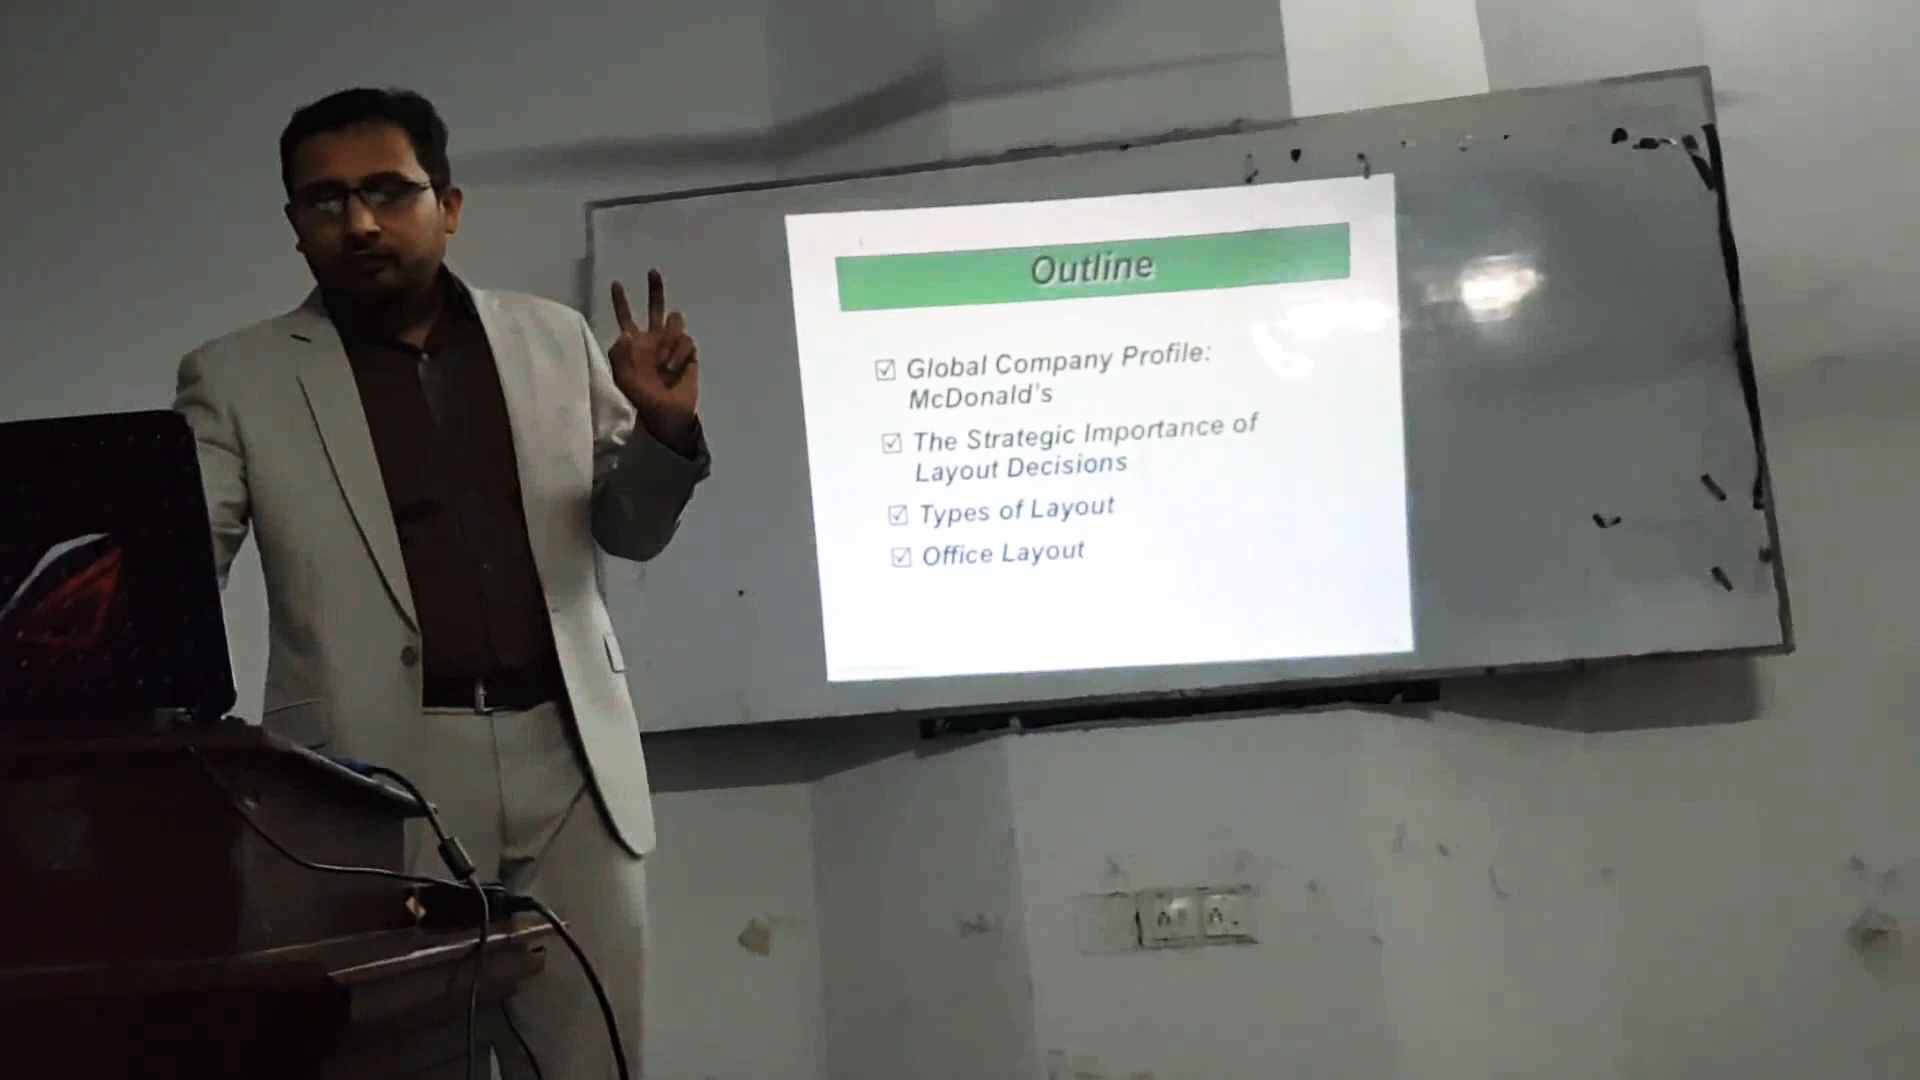 Outline
☑ Global Company Profile:
McDonald's
☑ The Strategic Importance of
Layout Decisions
☑ Types of Layout
☑ Office Layout